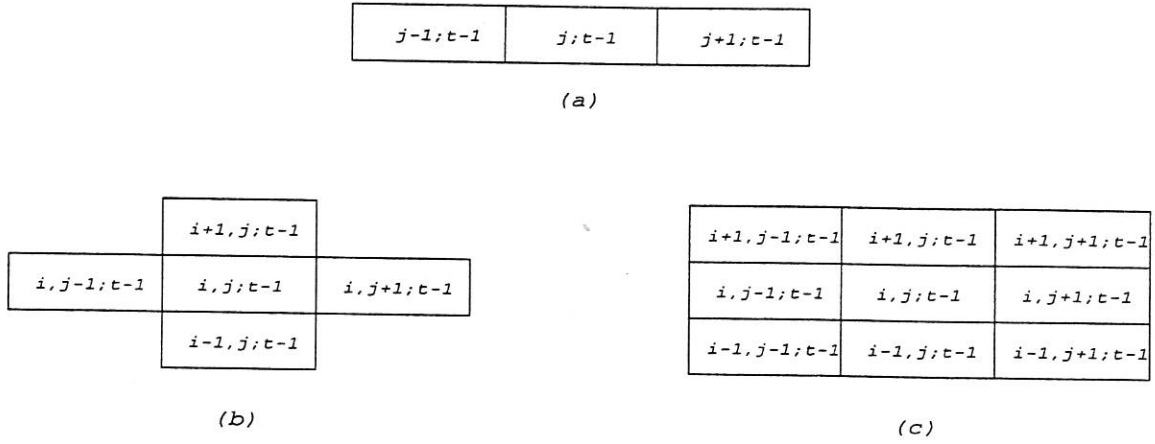 j-1;t-1 j;t-1 j+1;t-1
(a)
i+1,j;t-1
i,j-1;t-1 i,j;t-1 i,j+1;t-1
i-1,j;t-1
(b)
i+1,j-1;t-1 i+1,j;t-1 i+1,j+1;t-1
i,j-1;t-1 i,j;t-1 i,j+1;t-1
i-1,j-1;t-1 i-1,j;t-1 i-1,j+1;t-1
(c)